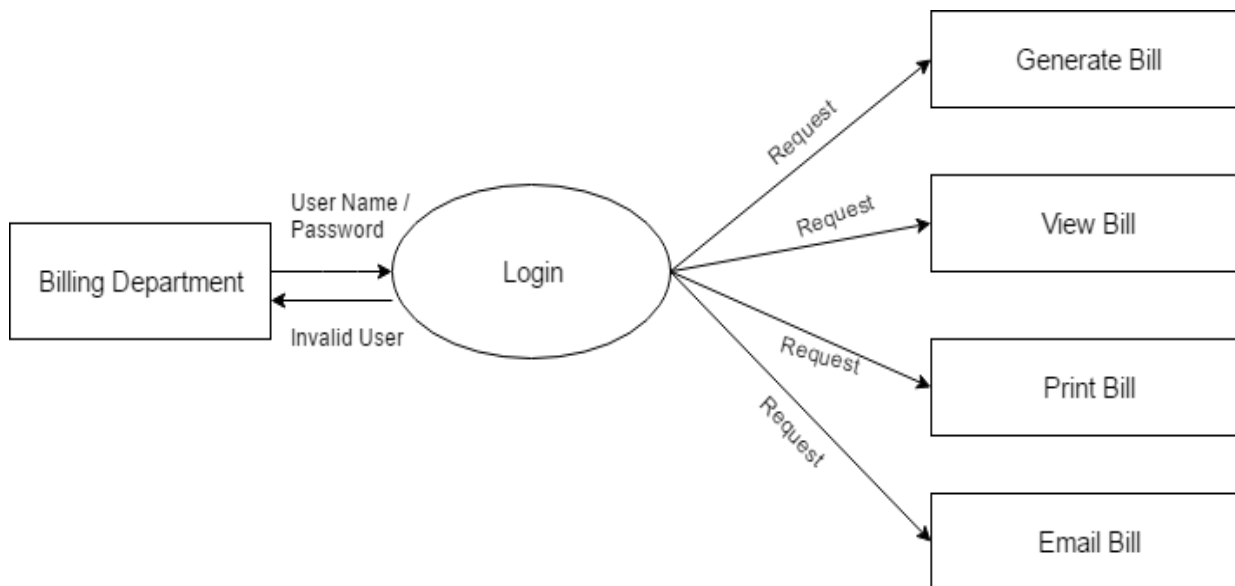 Generate Bill
Request
User Name /
Password
Request
View Bill
Billing Department
Login
Invalid User
Request
Print Bill
Request
Email Bill